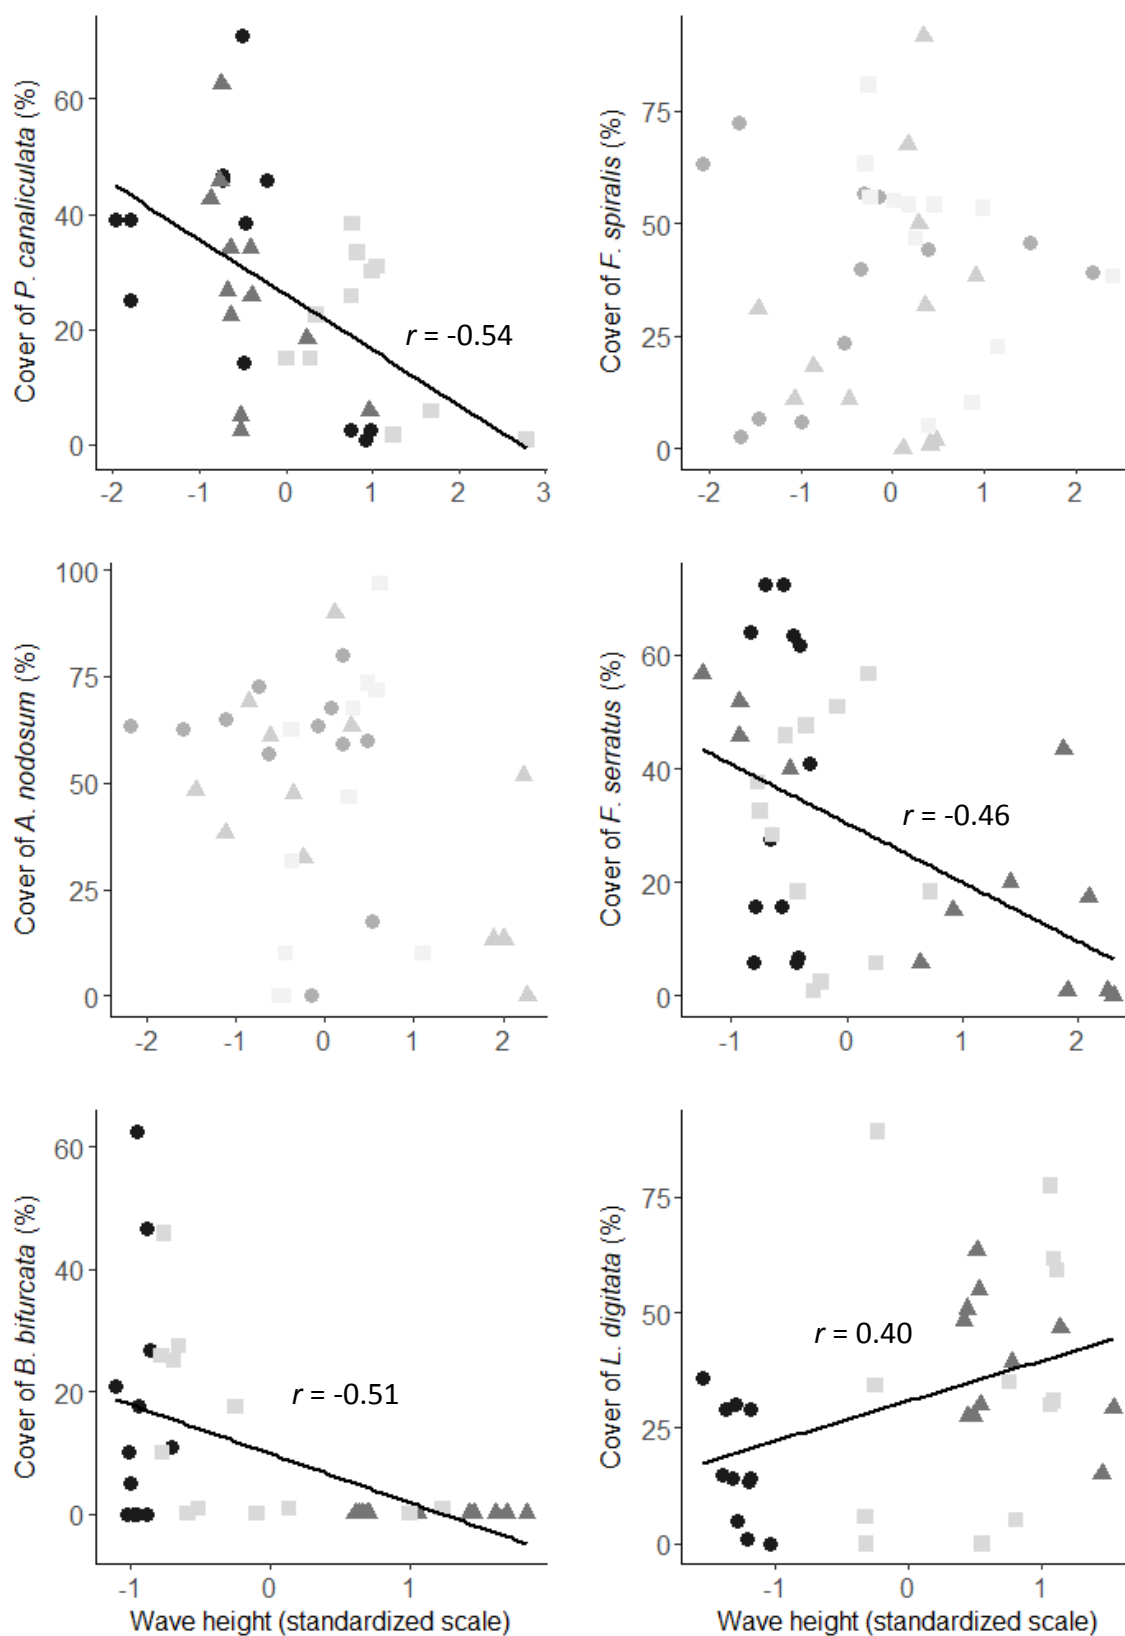 Cover of P. canaliculata (%)
60
40
20
0
r = -0.54
-2 -1 0 1 2 3
Cover of F. spiralis (%)
75
50
25
0
-2 -1 0 1 2
Cover of A. nodosum (%)
100
75
50
25
0
-2 -1 0 1 2
Cover of F. serratus (%)
60
40
20
0
r = -0.46
-1 0 1 2
Cover of B. bifurcata (%)
60
40
20
0
r = -0.51
-1 0 1
Wave height (standardized scale)
Cover of L. digitata (%)
75
50
25
0
r = 0.40
-1 0 1
Wave height (standardized scale)